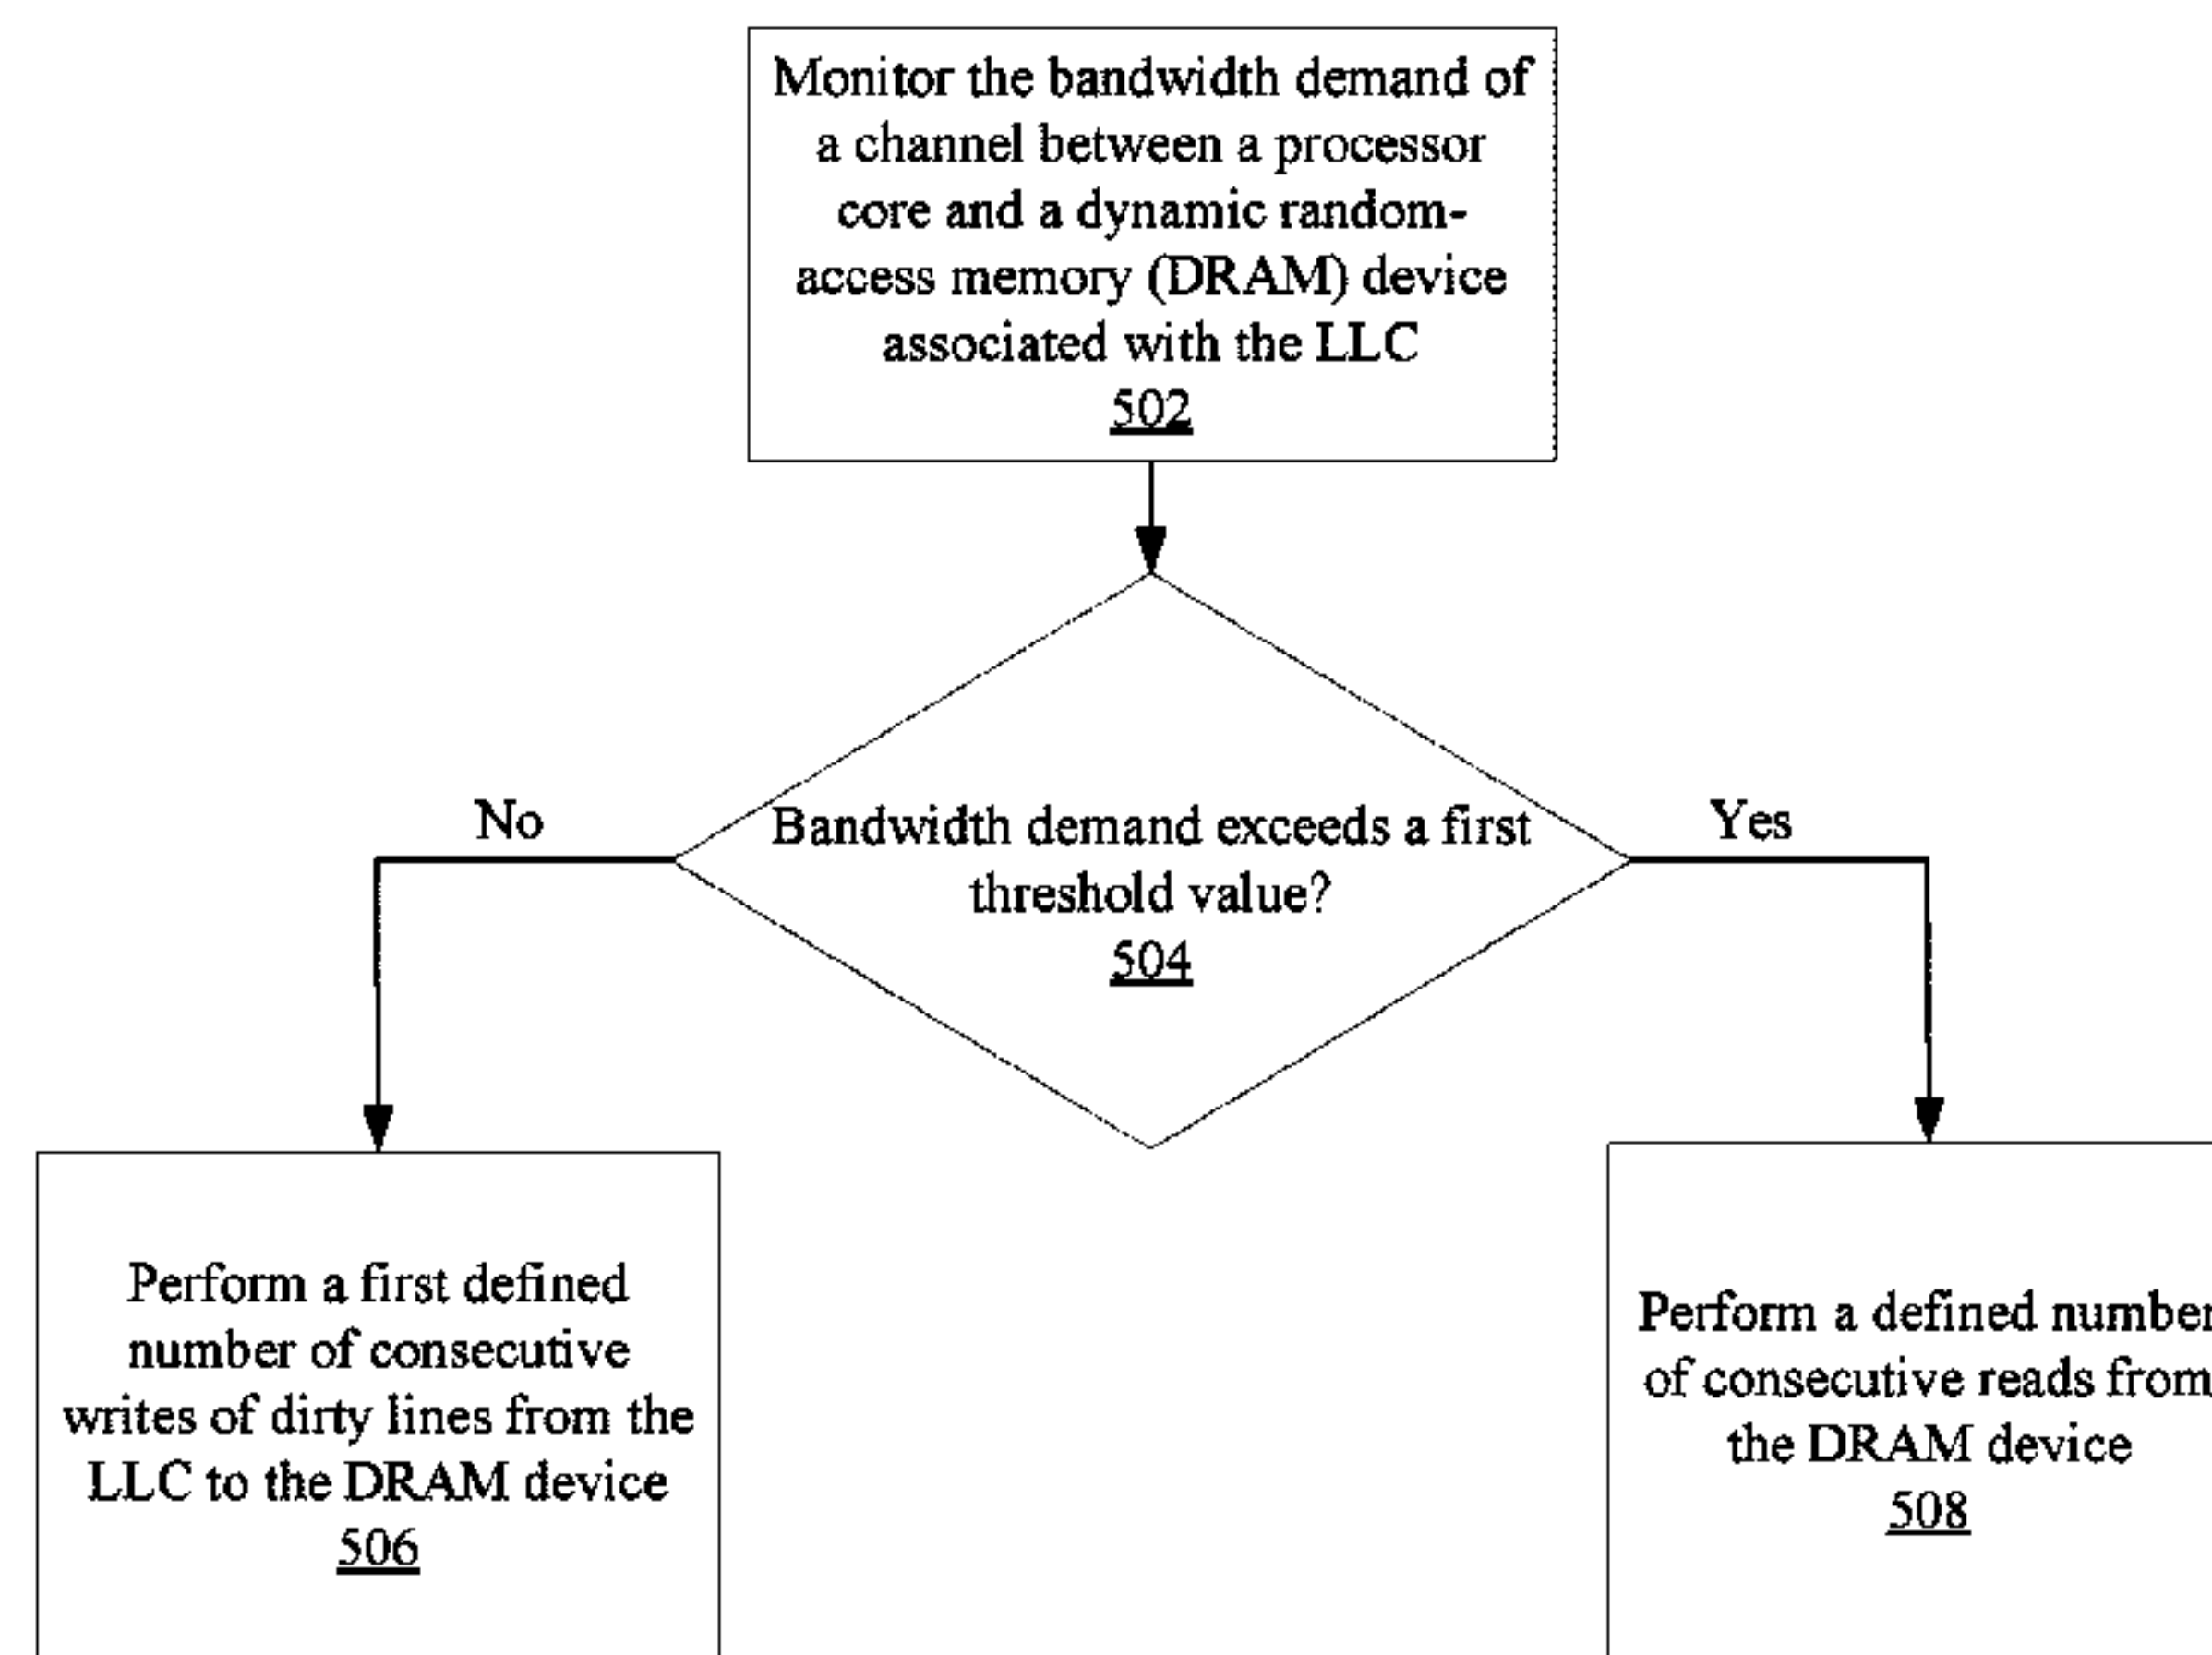 Monitor the bandwidth demand of
a channel between a processor
core and a dynamic random-
access memory (DRAM) device
associated with the LLC
502
No
Bandwidth demand exceeds a first
threshold value?
504
Yes
Perform a first defined
number of consecutive
writes of dirty lines from the
LLC to the DRAM device
506
Perform a defined number
of consecutive reads from
the DRAM device
508